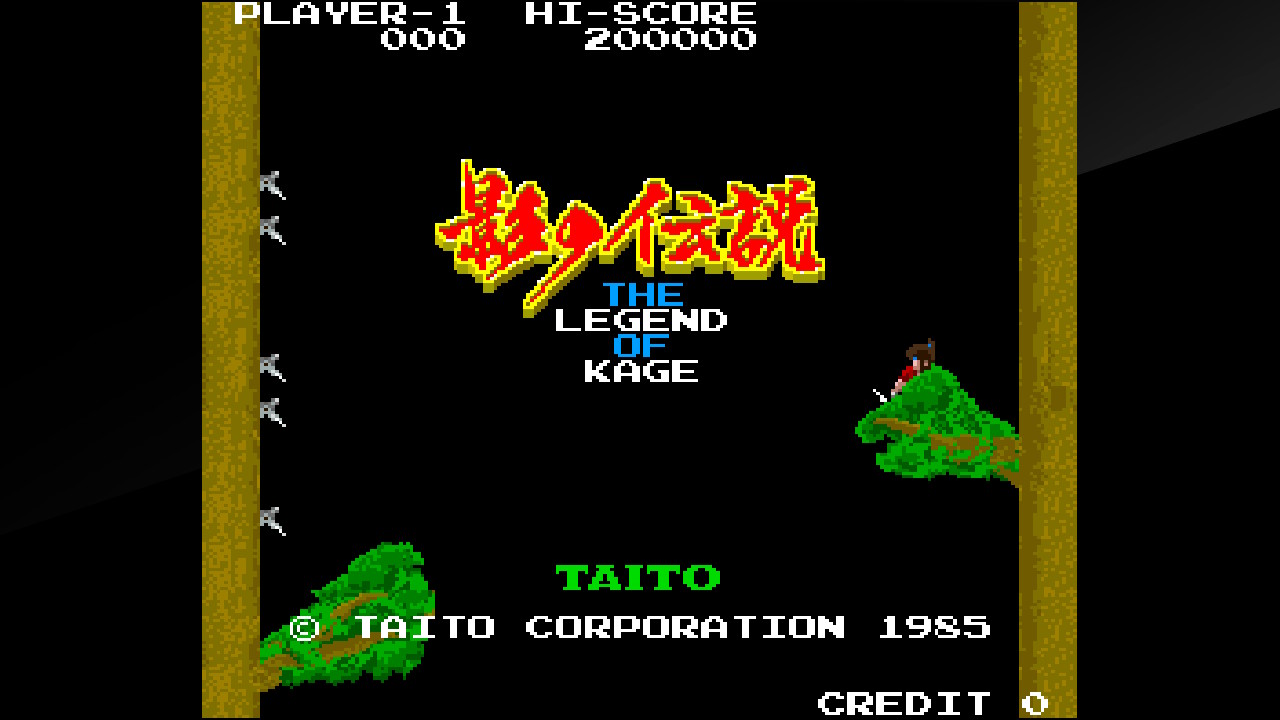 PLAYER-1 HI-SCORE
000 200000
影の伝説
THE
LEGEND
OF
KAGE
TAITO
© TAITO CORPORATION 1985
CREDIT 0